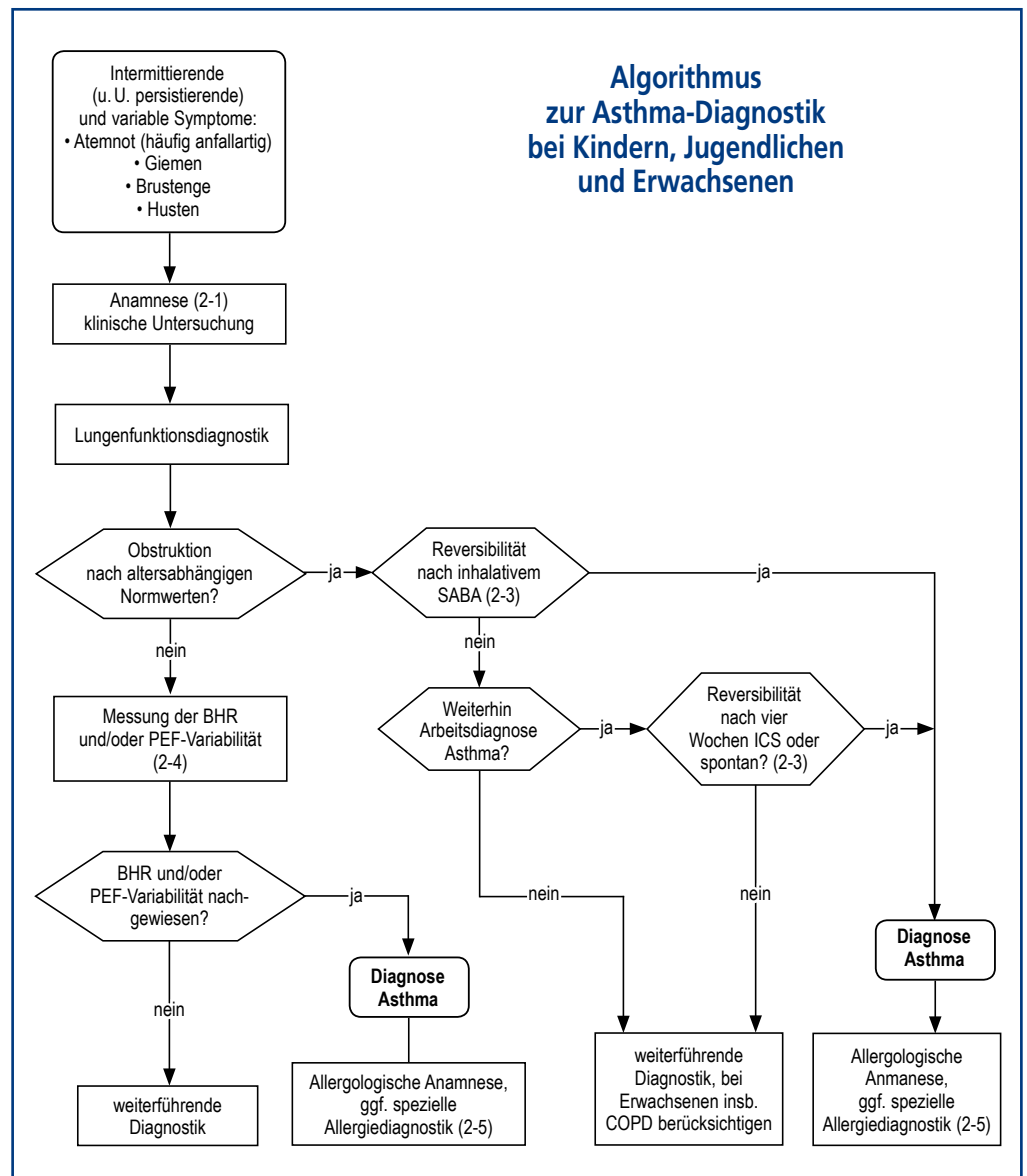 Algorithmus
zur Asthma-Diagnostik
bei Kindern, Jugendlichen
und Erwachsenen
Intermittierende
(u. U. persistierende)
und variable Symptome:
• Atemnot (häufig anfallartig)
• Giemen
• Brustenge
• Husten
Anamnese (2-1)
klinische Untersuchung
Lungenfunktionsdiagnostik
Obstruktion
nach altersabhängigen
Normwerten?
ja
Reversibilität
nach inhalativem
SABA (2-3)
ja
nein
nein
Messung der BHR
und/oder PEF-Variabilität
(2-4)
Weiterhin
Arbeitsdiagnose
Asthma?
ja
Reversibilität
nach vier
Wochen ICS oder
spontan? (2-3)
ja
BHR und/oder
PEF-Variabilität nach-
gewiesen?
ja
nein
nein
nein
Diagnose
Asthma
Diagnose
Asthma
weiterführende
Diagnostik
Allergologische Anamnese,
ggf. spezielle
Allergiediagnostik (2-5)
weiterführende
Diagnostik, bei
Erwachsenen insb.
COPD berücksichtigen
Allergologische
Anmanese,
ggf. spezielle
Allergiediagnostik (2-5)